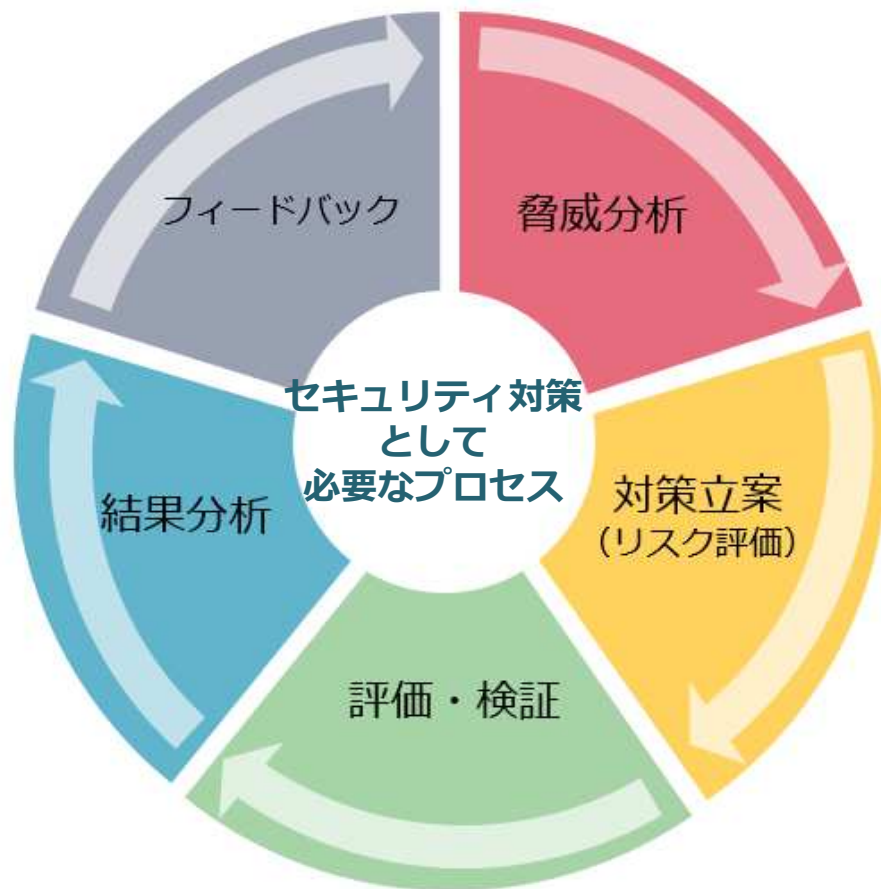 セキュリティ対策
として
必要なプロセス
脅威分析
対策立案
（リスク評価）
評価・検証
結果分析
フィードバック